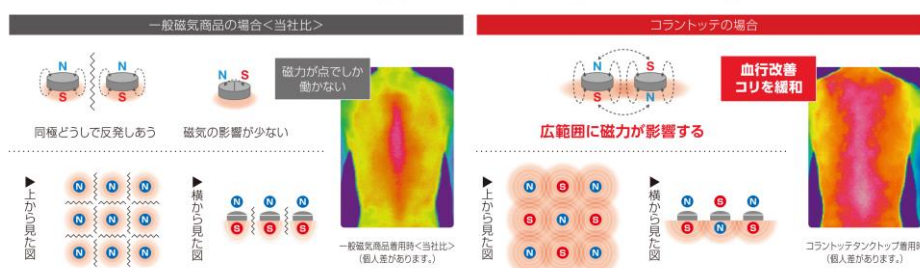 一般磁気商品の場合<当社比>
N
S
N
S
同極どうしで反発しあう
N S
磁気の影響が少ない
磁力が点でしか
働かない
▶上から見た図
N N N
N N N
N N N
▶横から見た図
N N N
S S S
一般磁気商品着用時<当社比>
(個人差があります。)
コラントッテの場合
N S
S N
広範囲に磁力が影響する
血行改善
コリを緩和
▶上から見た図
N S N
S N S
N S N
▶横から見た図
N S N
S N S
コラントッテタンクトップ着用時
(個人差があります。)